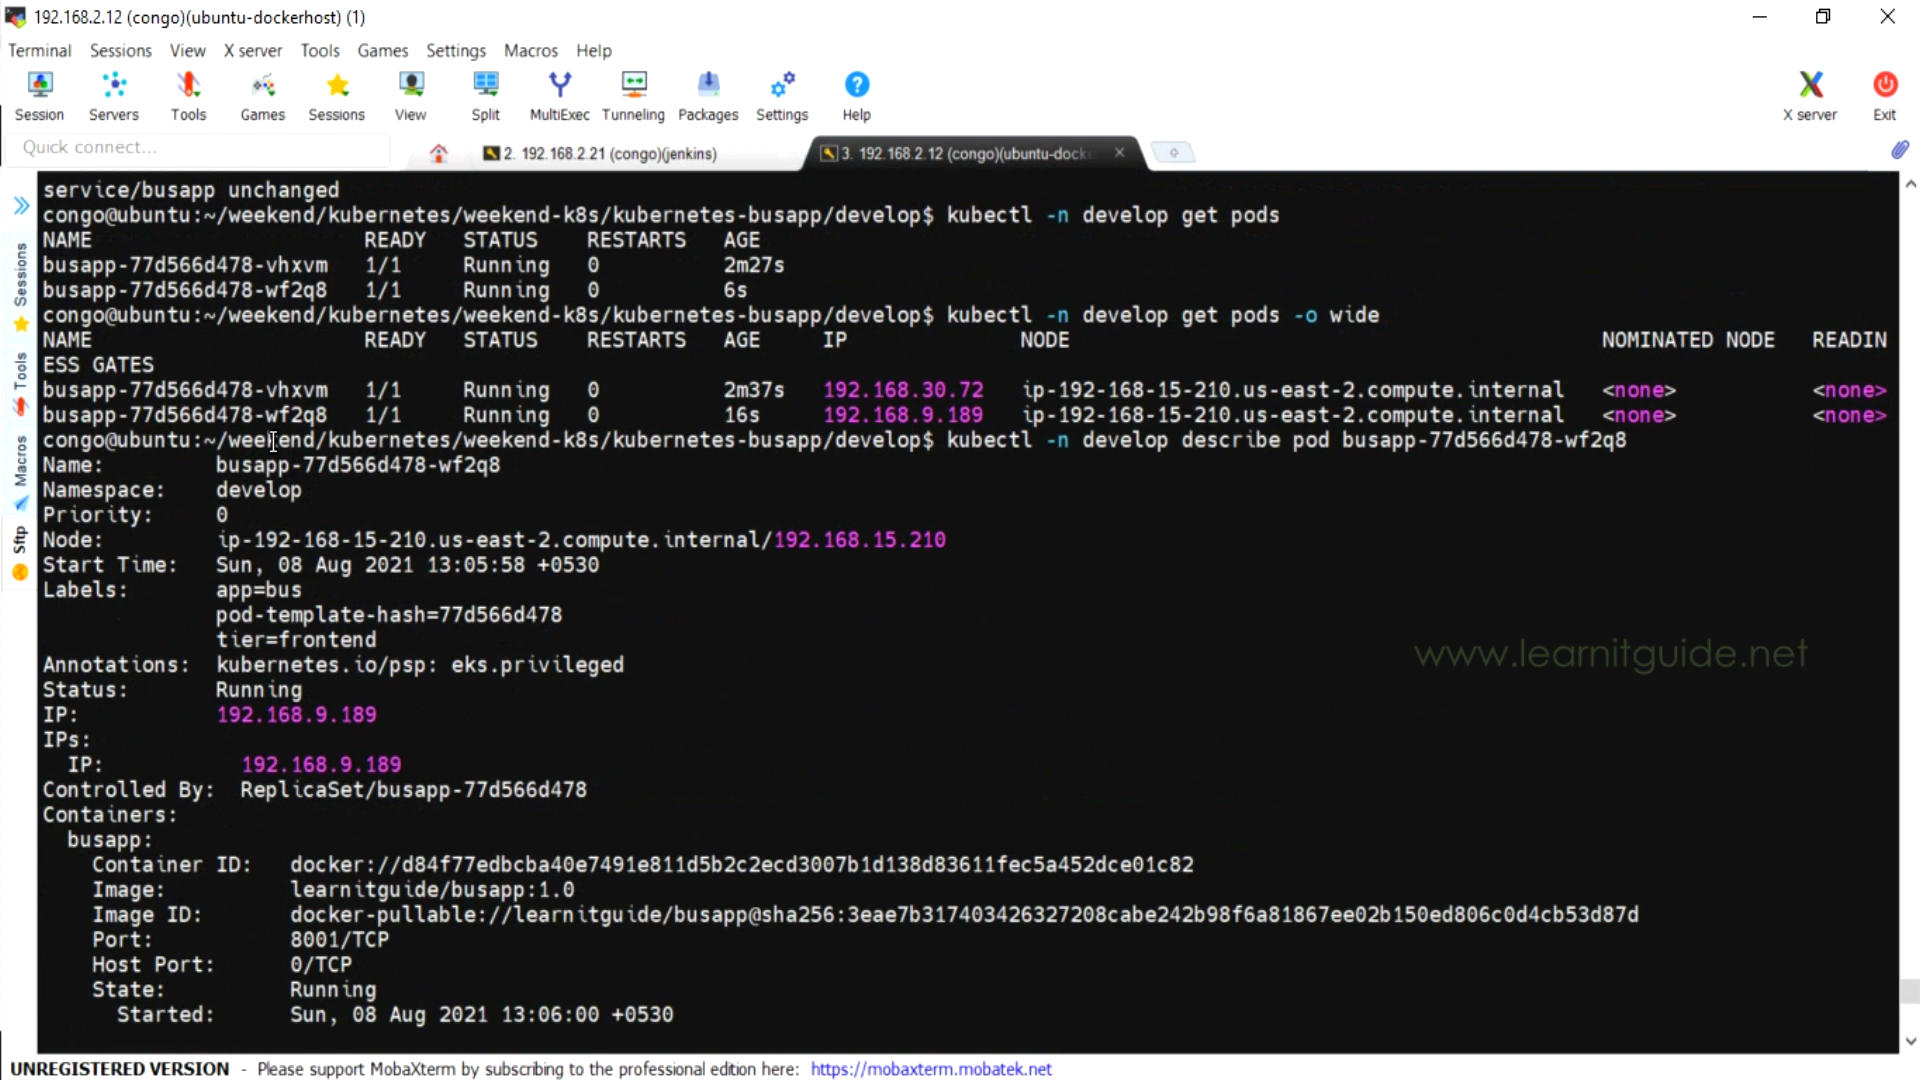 192.168.2.12 (congo)(ubuntu-dockerhost) (1)
Terminal Sessions View X server Tools Games Settings Macros Help
Session Servers Tools Games Sessions View Split MultiExec Tunneling Packages Settings Help X server Exit
Quick connect...
2. 192.168.2.21 (congo)(jenkins)
3. 192.168.2.12 (congo)(ubuntu-docke
Sessions
Tools
Macros
Sftp
service/busapp unchanged
congo@ubuntu:~/weekend/kubernetes/weekend-k8s/kubernetes-busapp/develop$ kubectl -n develop get pods
NAME READY STATUS RESTARTS AGE
busapp-77d566d478-vhxvm 1/1 Running 0 2m27s
busapp-77d566d478-wf2q8 1/1 Running 0 6s
congo@ubuntu:~/weekend/kubernetes/weekend-k8s/kubernetes-busapp/develop$ kubectl -n develop get pods -o wide
NAME READY STATUS RESTARTS AGE IP NODE NOMINATED NODE READIN
ESS GATES
busapp-77d566d478-vhxvm 1/1 Running 0 2m37s 192.168.30.72 ip-192-168-15-210.us-east-2.compute.internal <none> <none>
busapp-77d566d478-wf2q8 1/1 Running 0 16s 192.168.9.189 ip-192-168-15-210.us-east-2.compute.internal <none> <none>
congo@ubuntu:~/weekend/kubernetes/weekend-k8s/kubernetes-busapp/develop$ kubectl -n develop describe pod busapp-77d566d478-wf2q8
Name: busapp-77d566d478-wf2q8
Namespace: develop
Priority: 0
Node: ip-192-168-15-210.us-east-2.compute.internal/192.168.15.210
Start Time: Sun, 08 Aug 2021 13:05:58 +0530
Labels: app=bus
pod-template-hash=77d566d478
tier=frontend
www.learnitguide.net
Annotations: kubernetes.io/psp: eks.privileged
Status: Running
IP: 192.168.9.189
IPs:
IP: 192.168.9.189
Controlled By: ReplicaSet/busapp-77d566d478
Containers:
busapp:
Container ID: docker://d84f77edbcba40e7491e811d5b2c2ecd3007b1d138d83611fec5a452dce01c82
Image: learnitguide/busapp:1.0
Image ID: docker-pullable://learnitguide/busapp@sha256:3eae7b317403426327208cabe242b98f6a81867ee02b150ed806c0d4cb53d87d
Port: 8001/TCP
Host Port: 0/TCP
State: Running
Started: Sun, 08 Aug 2021 13:06:00 +0530
UNREGISTERED VERSION - Please support MobaXterm by subscribing to the professional edition here: https://mobaxterm.mobatek.net